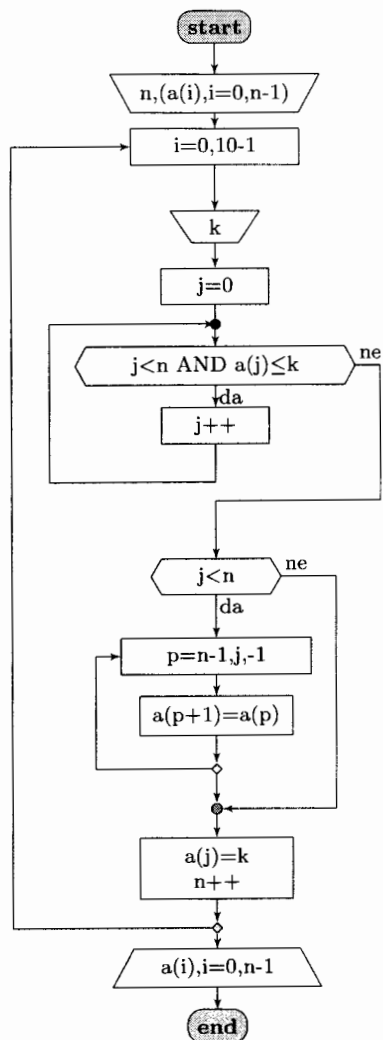 start
n,(a(i),i=0,n-1)
i=0,10-1
k
j=0
j<n AND a(j)≤k
ne
da
j++
j<n
ne
da
p=n-1,j,-1
a(p+1)=a(p)
a(j)=k
n++
a(i),i=0,n-1
end